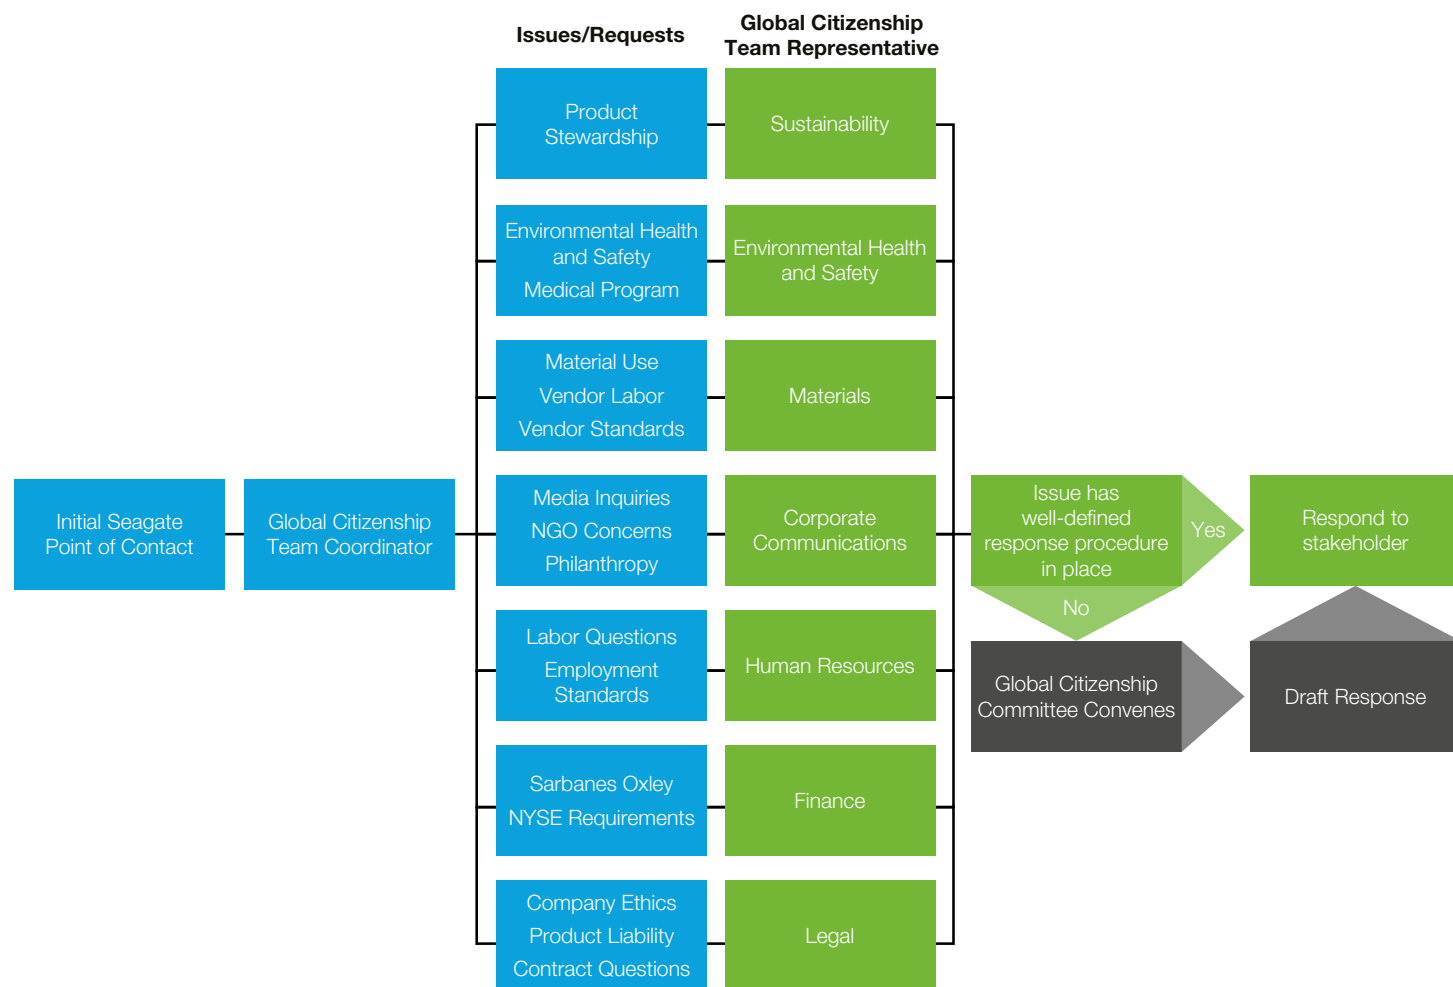 Issues/Requests
Global Citizenship
Team Representative
Product
Stewardship
Sustainability
Environmental Health
and Safety
Medical Program
Environmental Health
and Safety
Material Use
Vendor Labor
Vendor Standards
Materials
Initial Seagate
Point of Contact
Global Citizenship
Team Coordinator
Media Inquiries
NGO Concerns
Philanthropy
Corporate
Communications
Issue has
well-defined
response procedure
in place
Yes
Respond to
stakeholder
No
Labor Questions
Employment
Standards
Human Resources
Global Citizenship
Committee Convenes
Draft Response
Sarbanes Oxley
NYSE Requirements
Finance
Company Ethics
Product Liability
Contract Questions
Legal